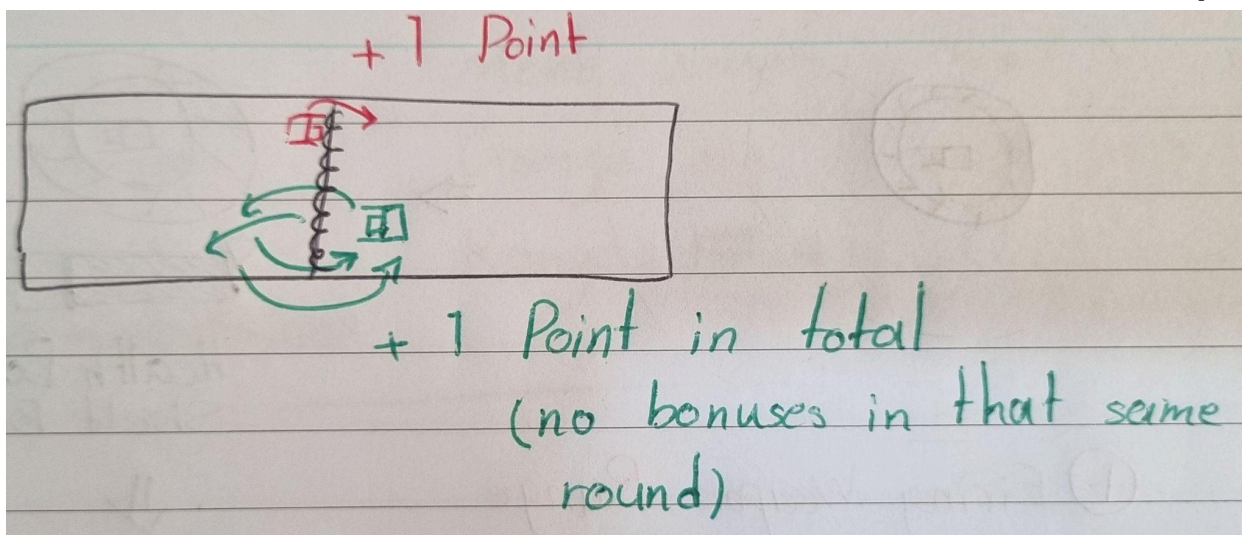 + 1 Point
+ 1 Point in total
(no bonuses in that same
round)